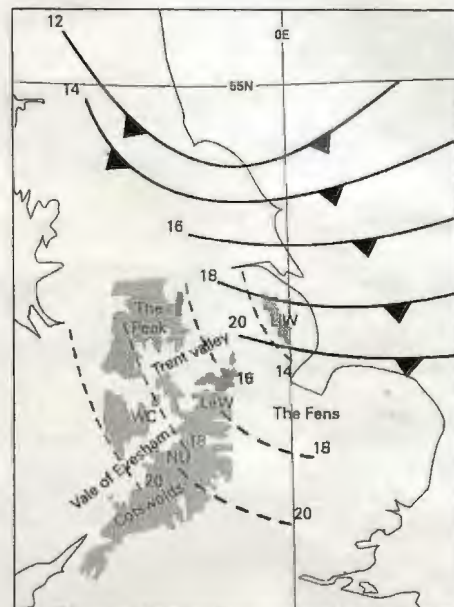 12
0E
14
55N
16
18
20
The Peak
LiW
Trent valley
14
16
The Fens
WC
LeW
18
18
Vale of Evesham
NU
20
Cotswolds
20